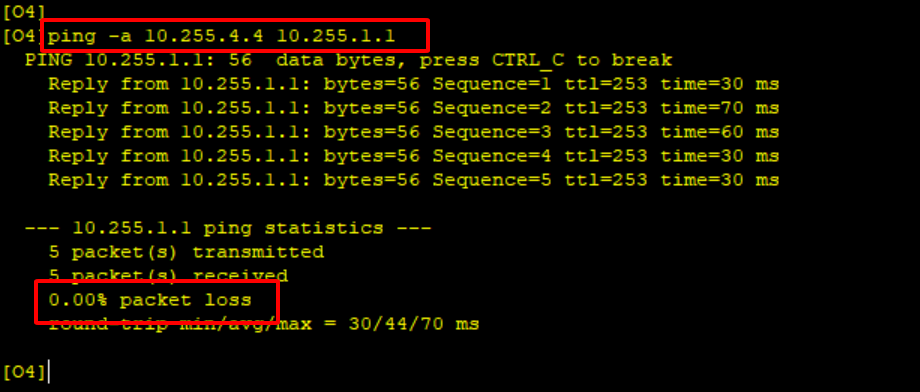 [O4]
[O4]ping -a 10.255.4.4 10.255.1.1
PING 10.255.1.1: 56  data bytes, press CTRL_C to break
Reply from 10.255.1.1: bytes=56 Sequence=1 ttl=253 time=30 ms
Reply from 10.255.1.1: bytes=56 Sequence=2 ttl=253 time=70 ms
Reply from 10.255.1.1: bytes=56 Sequence=3 ttl=253 time=60 ms
Reply from 10.255.1.1: bytes=56 Sequence=4 ttl=253 time=30 ms
Reply from 10.255.1.1: bytes=56 Sequence=5 ttl=253 time=30 ms
--- 10.255.1.1 ping statistics ---
5 packet(s) transmitted
5 packet(s) received
0.00% packet loss
round-trip min/avg/max = 30/44/70 ms
[O4]